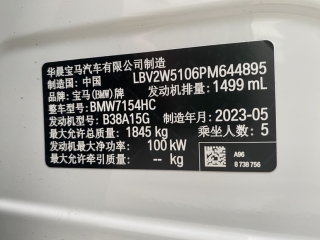 华晨宝马汽车有限公司制造
制造国：中国 LBV2W5106PM644895
品牌：宝马(BMW)牌 发动机排量：1499 mL
整车型号：BMW7154HC
发动机型号：B38A15G 制造年月：2023-05
最大允许总质量：1845 kg 乘坐人数：5
发动机最大净功率：100 kW
最大允许牵引质量：-- kg
A96
8 738 756